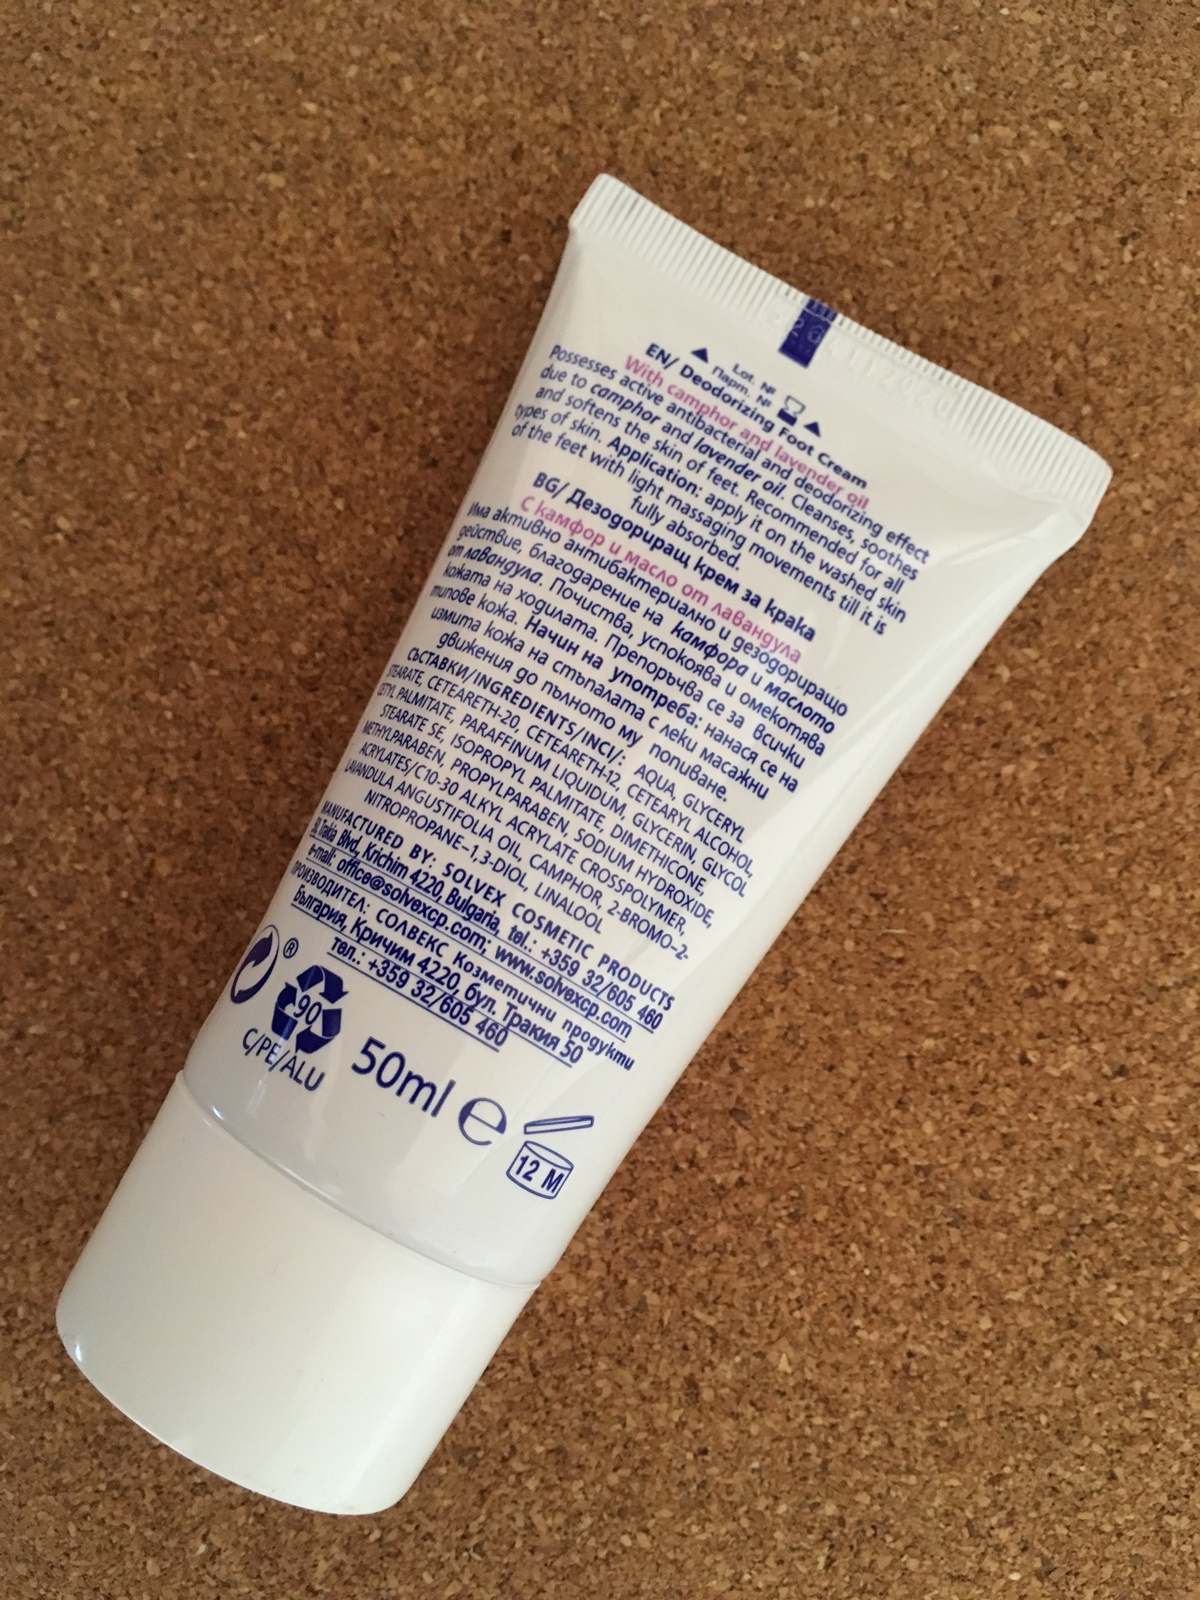 Lot. №
Парт. №
EN/ Deodorizing Foot Cream
With camphor and lavender oil
Possesses active antibacterial and deodorizing effect
due to camphor and lavender oil. Cleanses, soothes
and softens the skin of feet. Recommended for all
types of skin. Application: apply it on the washed skin
of the feet with light massaging movements till it is
fully absorbed.
BG/ Дезодориращ крем за крака
С камфор и масло от лавандула
Има активно антибактериално и дезодориращо
действие, благодарение на камфора и маслото
от лавандула. Почиства, успокоява и омекотява
кожата на ходилата. Препоръчва се за всички
типове кожа. Начин на употреба: нанася се на
измита кожа на стъпалата с леки масажни
движения до пълното му попиване.
СЪСТАВКИ/INGREDIENTS/INCI/: AQUA, GLYCERYL
STEARATE, CETEARETH-20, CETEARETH-12, CETEARYL ALCOHOL,
CETYL PALMITATE, PARAFFINUM LIQUIDUM, GLYCERIN, GLYCOL
STEARATE SE, ISOPROPYL PALMITATE, DIMETHICONE,
METHYLPARABEN, PROPYLPARABEN, SODIUM HYDROXIDE,
ACRYLATES/C10-30 ALKYL ACRYLATE CROSSPOLYMER,
LAVANDULA ANGUSTIFOLIA OIL, CAMPHOR, 2-BROMO-2-
NITROPROPANE-1,3-DIOL, LINALOOL
MANUFACTURED BY: SOLVEX COSMETIC PRODUCTS
Trakia Blvd, Krichim 4220, Bulgaria, tel.: +359 32/605 460
e-mail: office@solvexcp.com; www.solvexcp.com
ПРОИЗВОДИТЕЛ: СОЛВЕКС Козметични продукти
България, Кричим 4220, бул. Тракия 50
тел.: +359 32/605 460
®
90
C/PE/ALU
50ml e
12 M